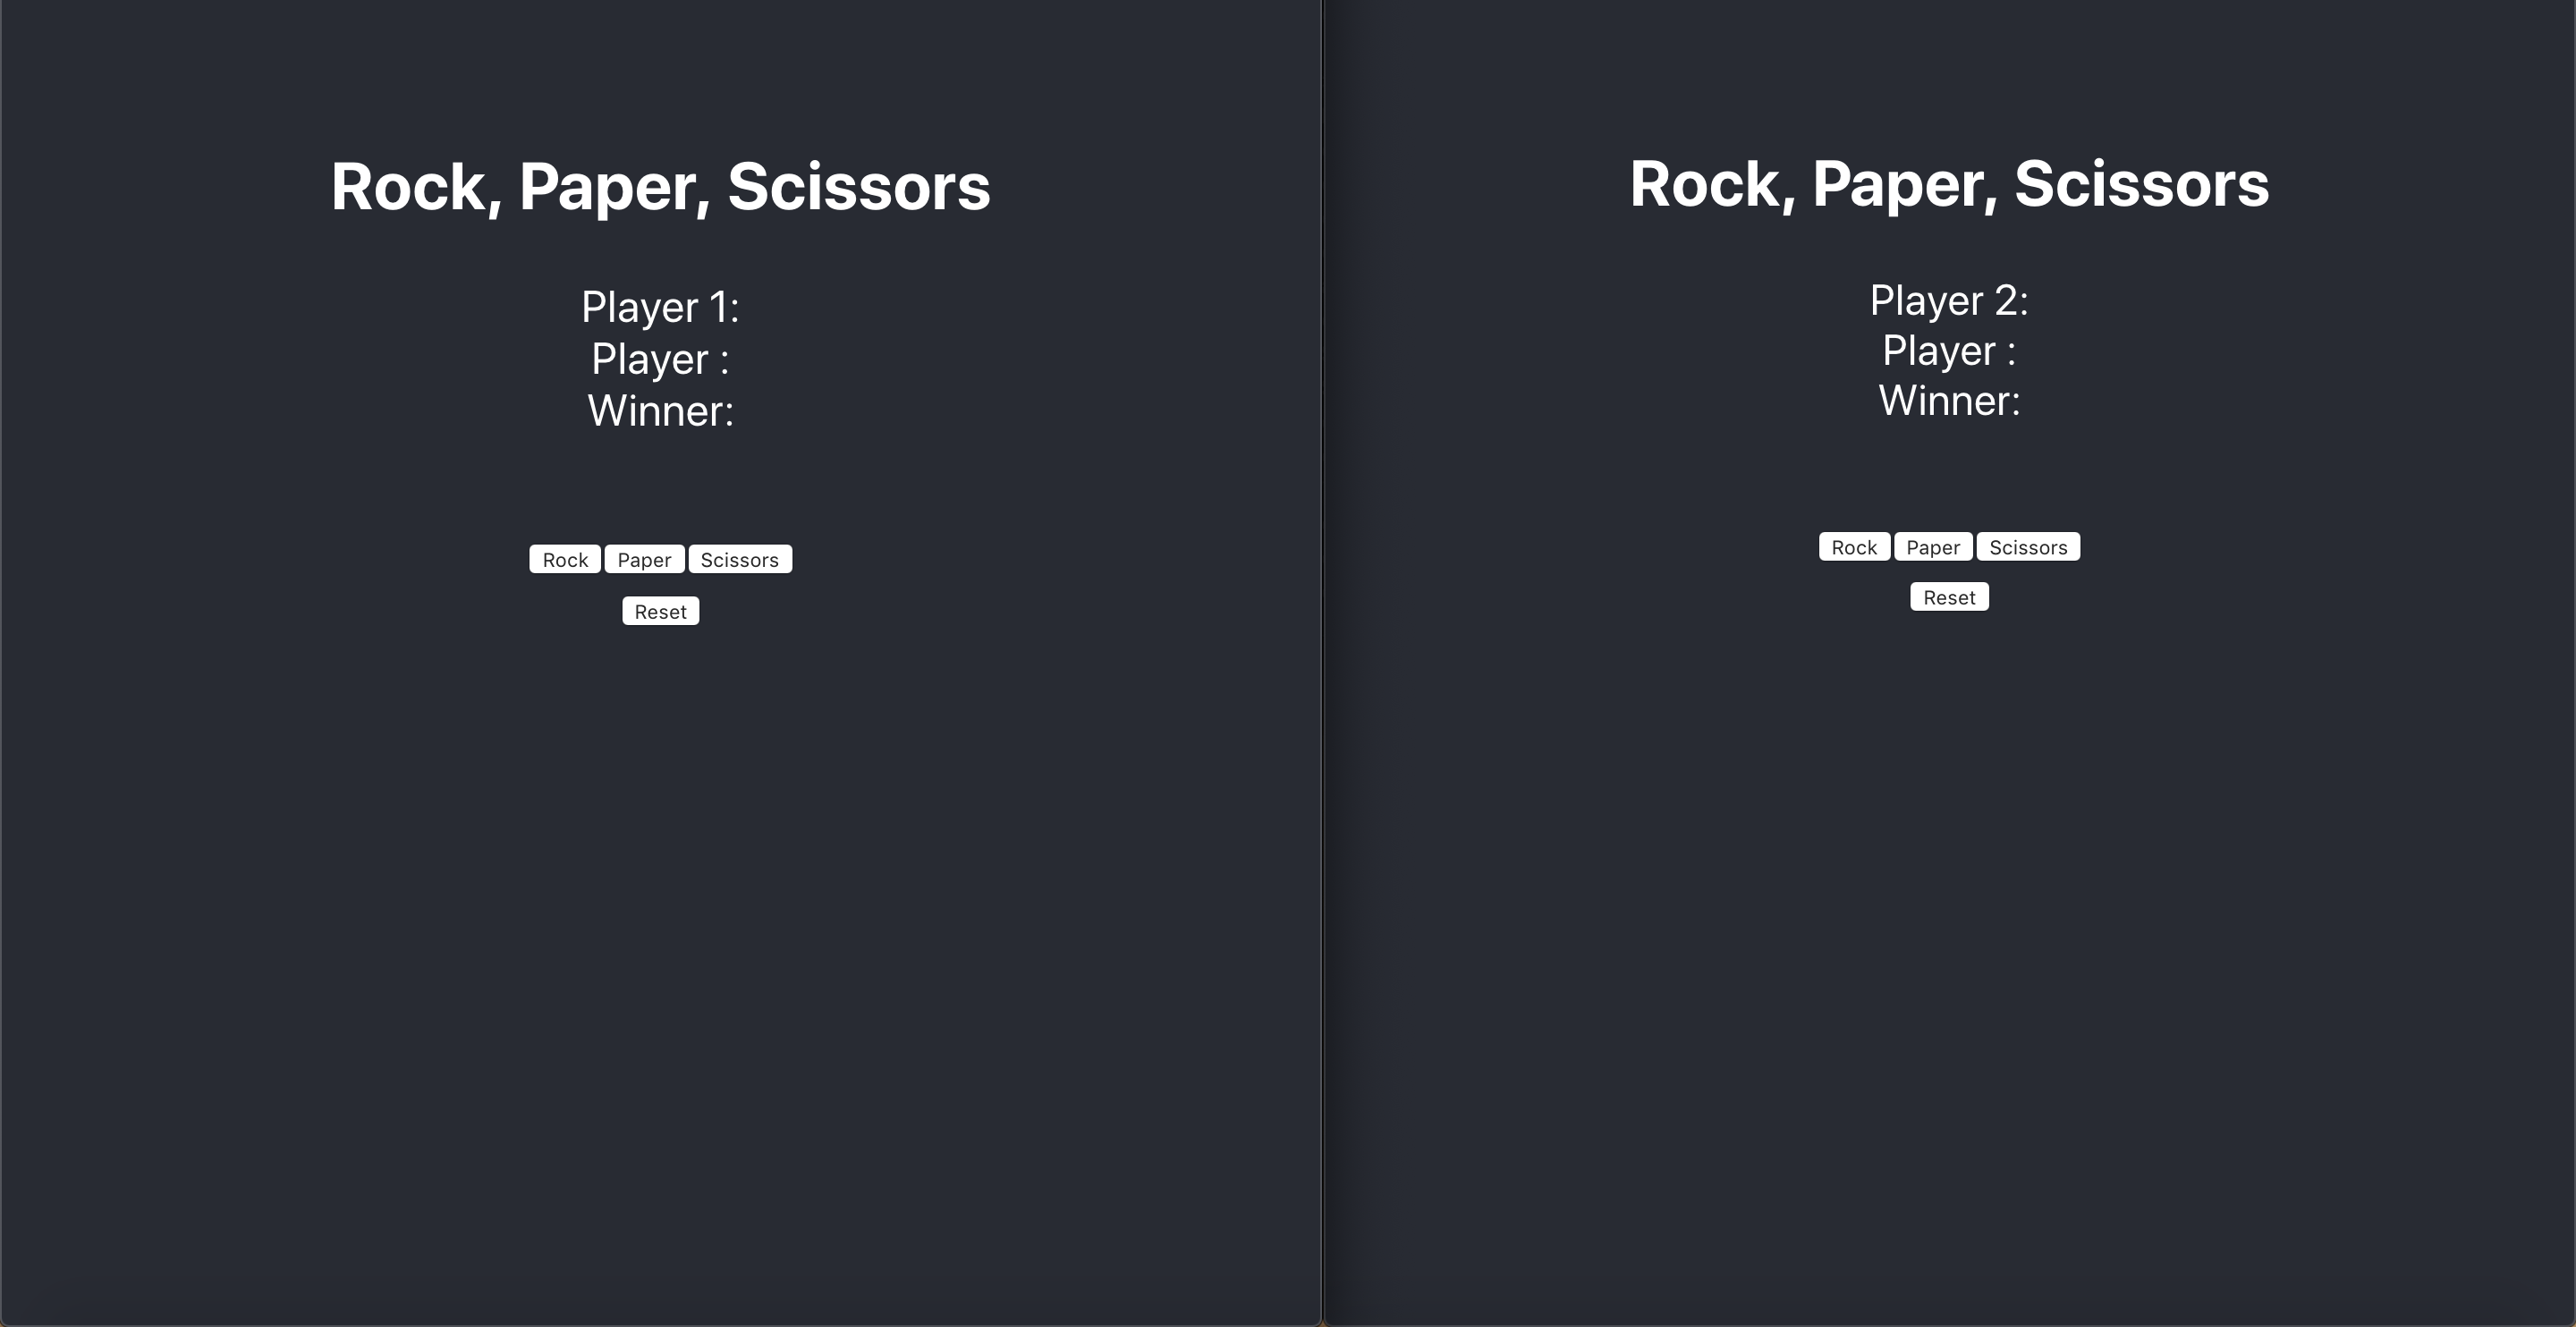 Rock, Paper, Scissors
Player 1:
Player :
Winner:
Rock Paper Scissors
Reset
Rock, Paper, Scissors
Player 2:
Player :
Winner:
Rock Paper Scissors
Reset